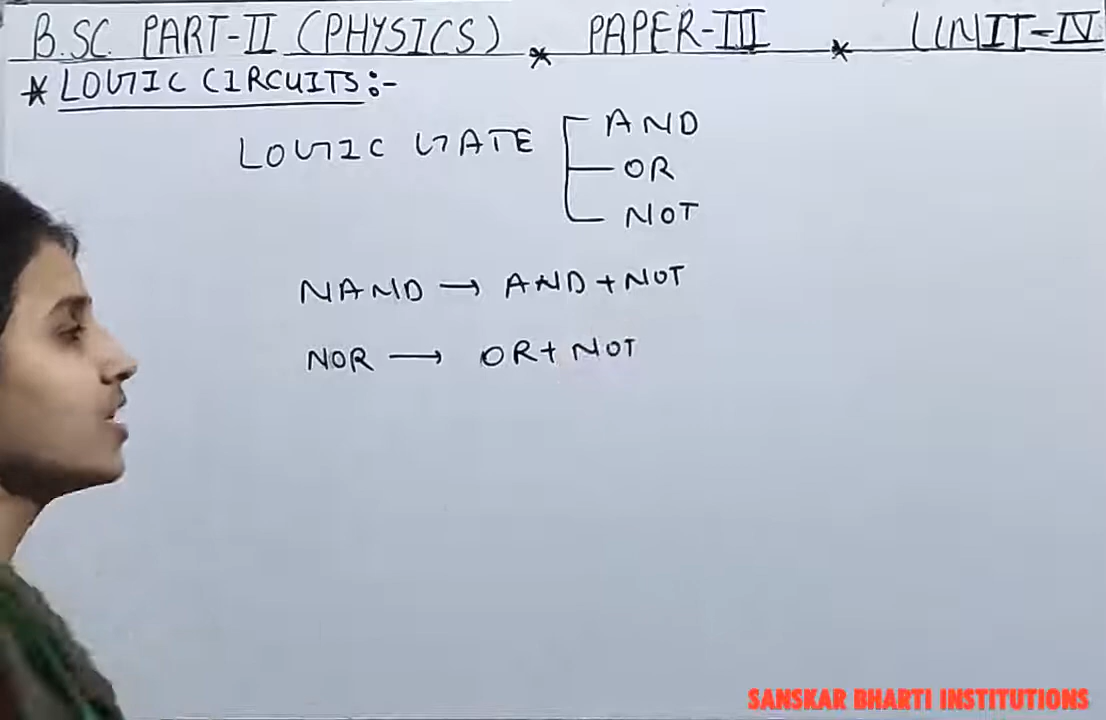 B.SC. PART-II (PHYSICS) * PAPER-III * UNIT-IV
* LOGIC CIRCUITS:-
LOGIC GATE AND
OR
NOT
NAND → AND + NOT
NOR → OR + NOT
SANSKAR BHARTI INSTITUTIONS